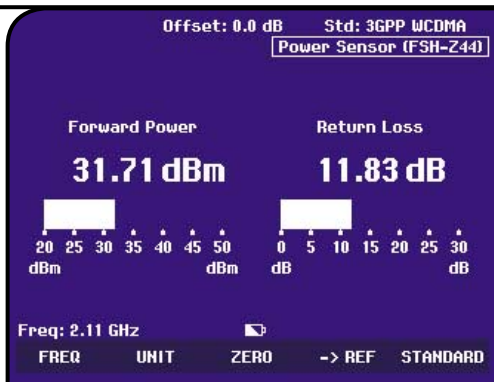 Offset: 0.0 dB Std: 3GPP WCDMA
Power Sensor (FSH-Z44)
Forward Power Return Loss
31.71 dBm 11.83 dB
20 25 30 35 40 45 50 0 5 10 15 20 25 30
dBm dBm dB dB
Freq: 2.11 GHz
FREQ UNIT ZERO -> REF STANDARD